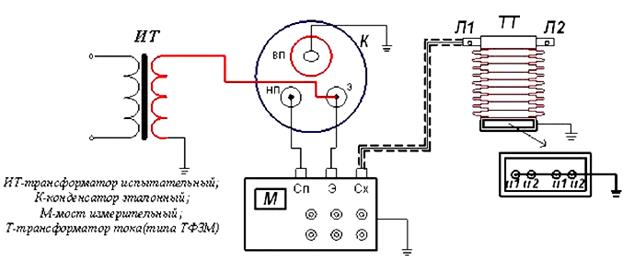 ИТ
К
ВП
НП
Э
Сп Э Сх
М
Л1 ТТ Л2
и1 и2 и1 и2
ИТ-трансформатор испытательный;
К-конденсатор эталонный;
М-мост измерительный;
Т-трансформатор тока(типа ТФЗМ)